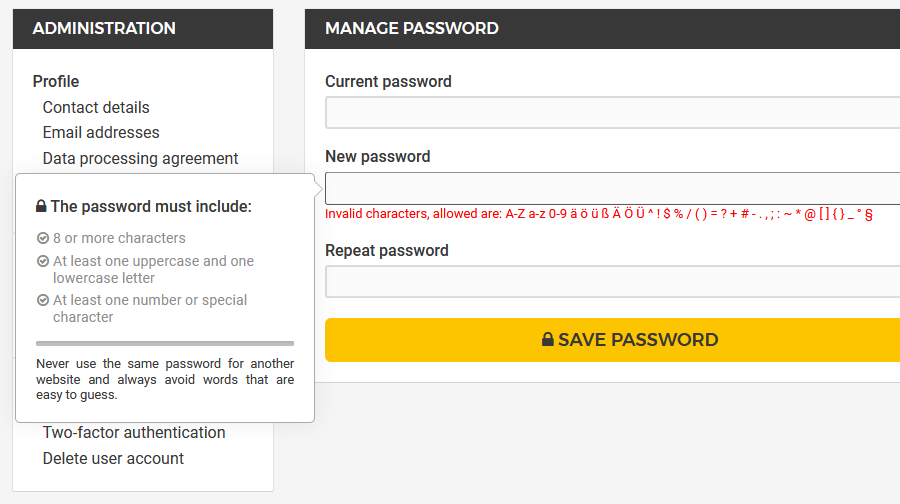 ADMINISTRATION
Profile
Contact details
Email addresses
Data processing agreement
The password must include:
8 or more characters
At least one uppercase and one
lowercase letter
At least one number or special
character
Never use the same password for another
website and always avoid words that are
easy to guess.
Two-factor authentication
Delete user account
MANAGE PASSWORD
Current password
New password
Invalid characters, allowed are: A-Z a-z 0-9 ä ö ü ß Ä Ö Ü ^ ! $ % / ( ) = ? + # - . , ; : ~ * @ [ ] { } _ ° §
Repeat password
SAVE PASSWORD